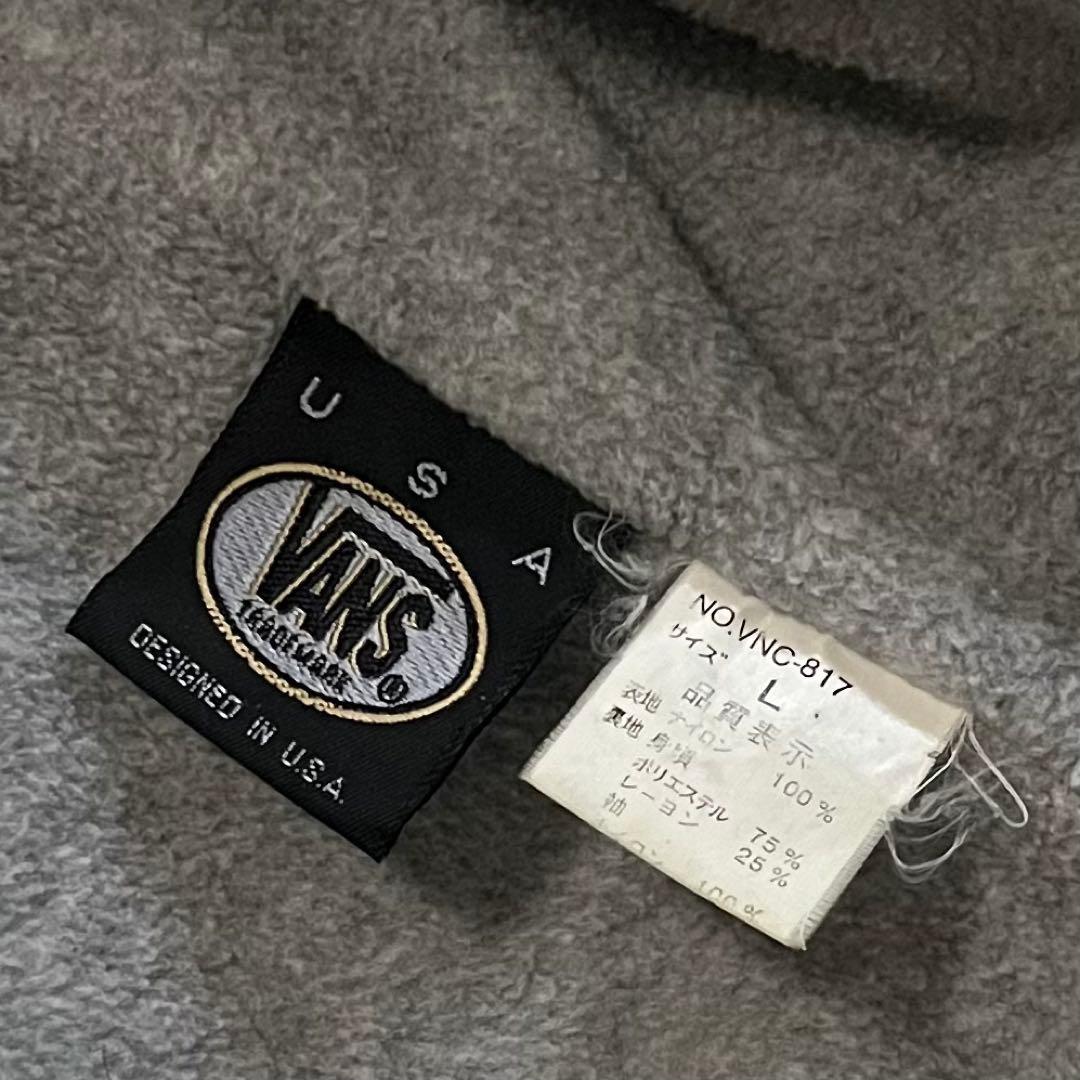 U S A
VANS
TRADEMARK ®
DESIGNED IN U.S.A.
NO.VNC-817
サイズ L
品質表示
表地 ナイロン 100%
裏地 身頃
ポリエステル 75%
レーヨン 25%
袖
100%